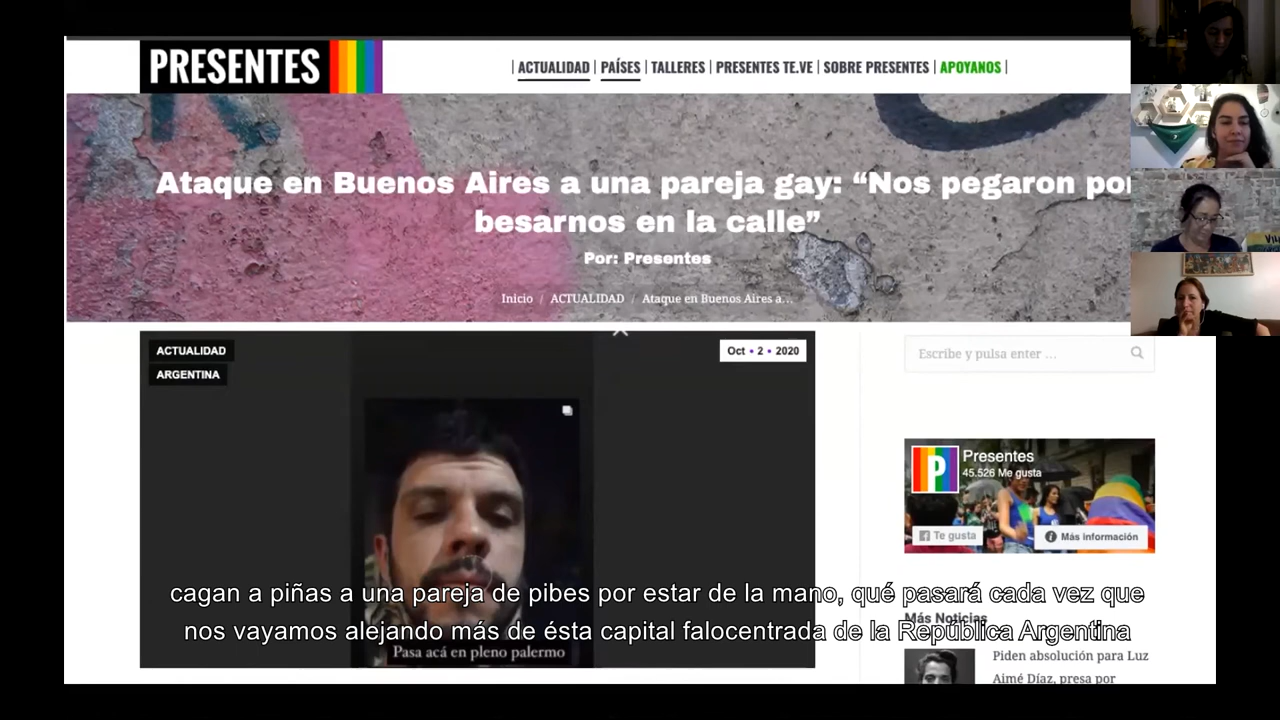 PRESENTES
| ACTUALIDAD | PAÍSES | TALLERES | PRESENTES TE.VE | SOBRE PRESENTES | APOYANOS |
Ataque en Buenos Aires a una pareja gay: “Nos pegaron por
besarnos en la calle”
Por: Presentes
Inicio / ACTUALIDAD / Ataque en Buenos Aires a...
ACTUALIDAD
ARGENTINA
Oct • 2 • 2020
Escribe y pulsa enter ...
P
Presentes
45.526 Me gusta
Te gusta
Más información
cagan a piñas a una pareja de pibes por estar de la mano, qué pasará cada vez que
nos vayamos alejando más de ésta capital falocentrada de la República Argentina
Pasa acá en pleno palermo
Más Noticias
Piden absolución para Luz
Aimé Díaz, presa por